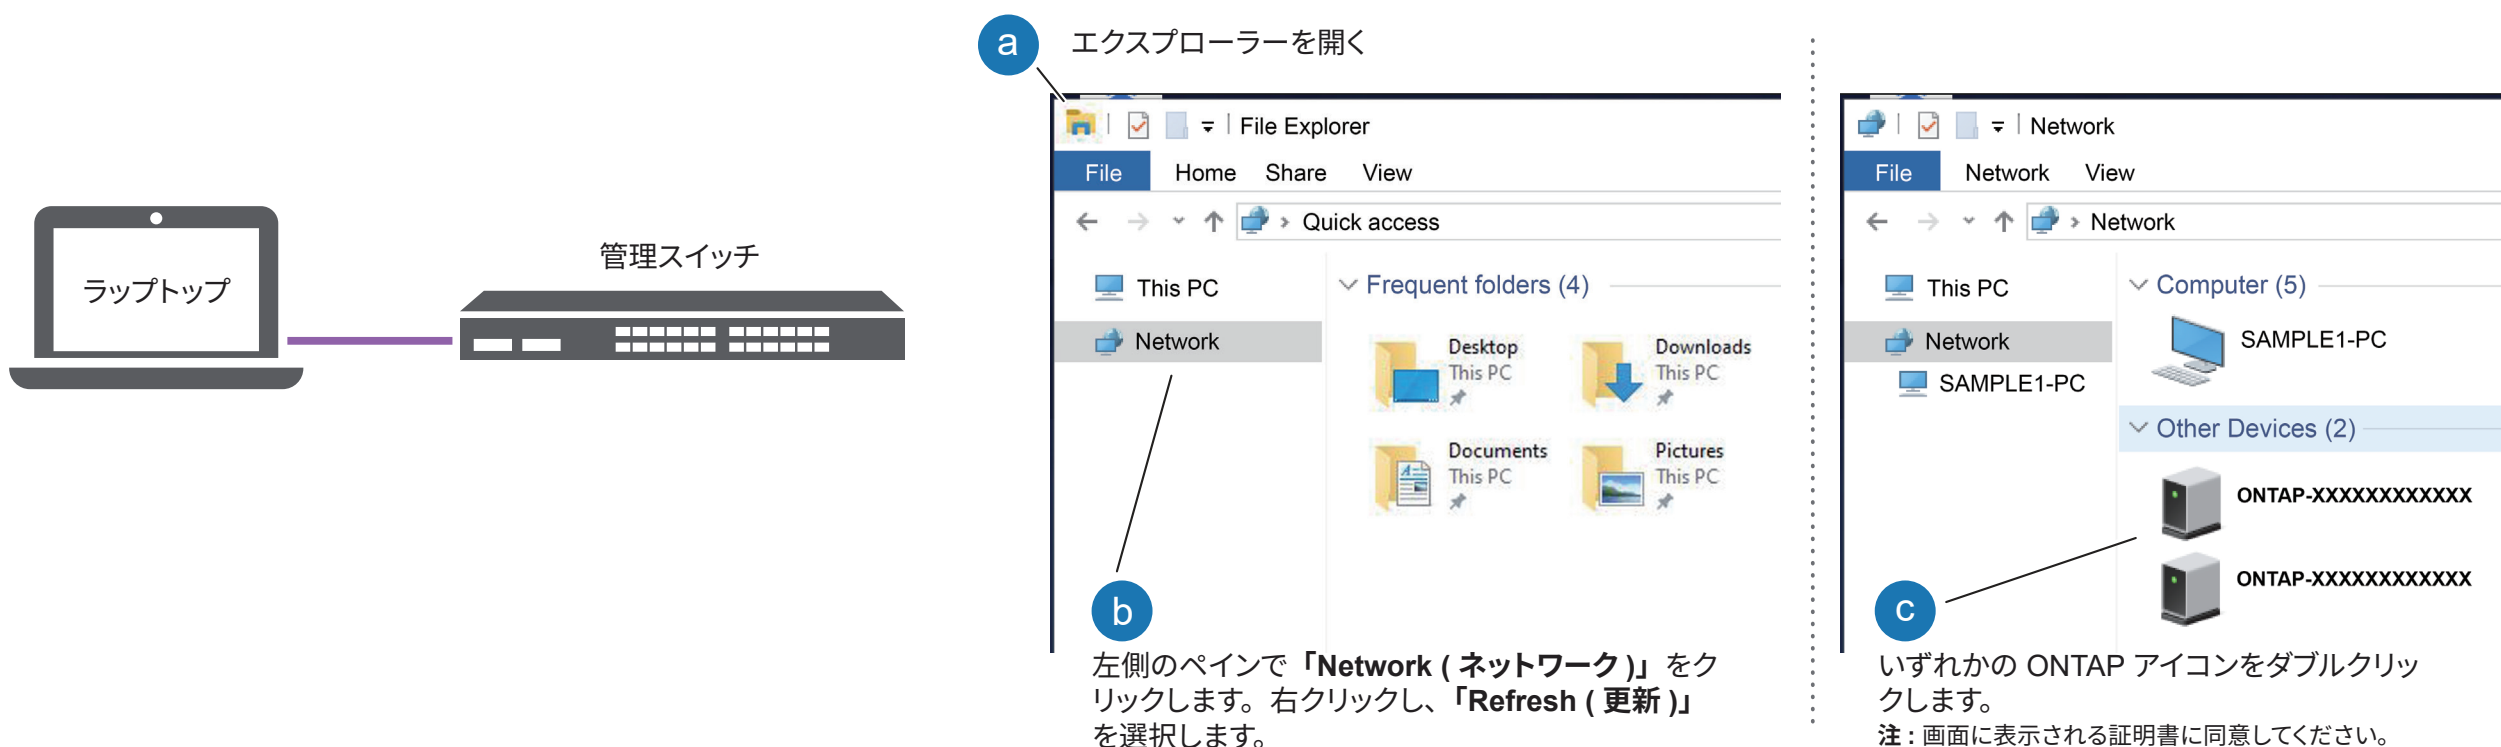 ラップトップ
管理スイッチ
a
エクスプローラーを開く
File Explorer
File Home Share View
Quick access
This PC
Network
Frequent folders (4)
Desktop
This PC
Downloads
This PC
Documents
This PC
Pictures
This PC
b
左側のペインで「Network ( ネットワーク )」をク
リックします。右クリックし、「Refresh ( 更新 )」
を選択します。
Network
File Network View
Network
This PC
Network
SAMPLE1-PC
Computer (5)
SAMPLE1-PC
Other Devices (2)
ONTAP-XXXXXXXXXXXX
ONTAP-XXXXXXXXXXXX
c
いずれかの ONTAP アイコンをダブルクリッ
クします。
注 : 画面に表示される証明書に同意してください。